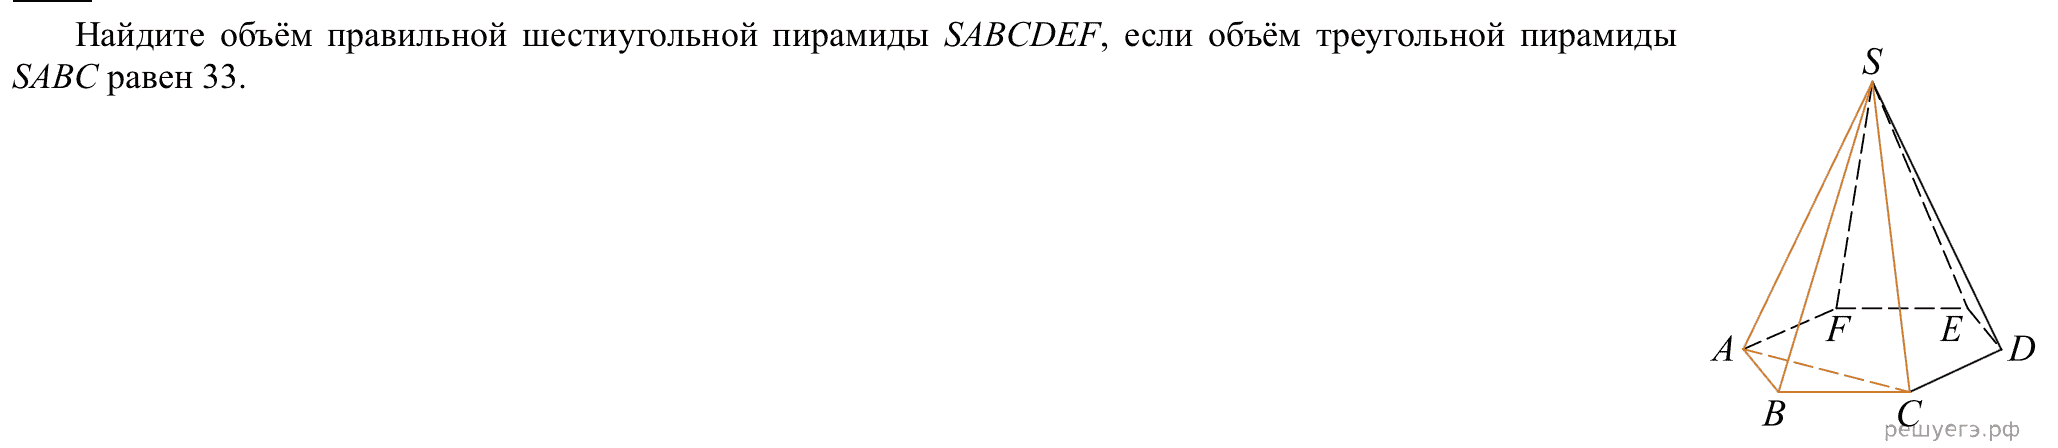 Найдите объём правильной шестиугольной пирамиды SABCDEF, если объём треугольной пирамиды
SABC равен 33.
S
F
E
A
D
B
C
решуегэ.рф